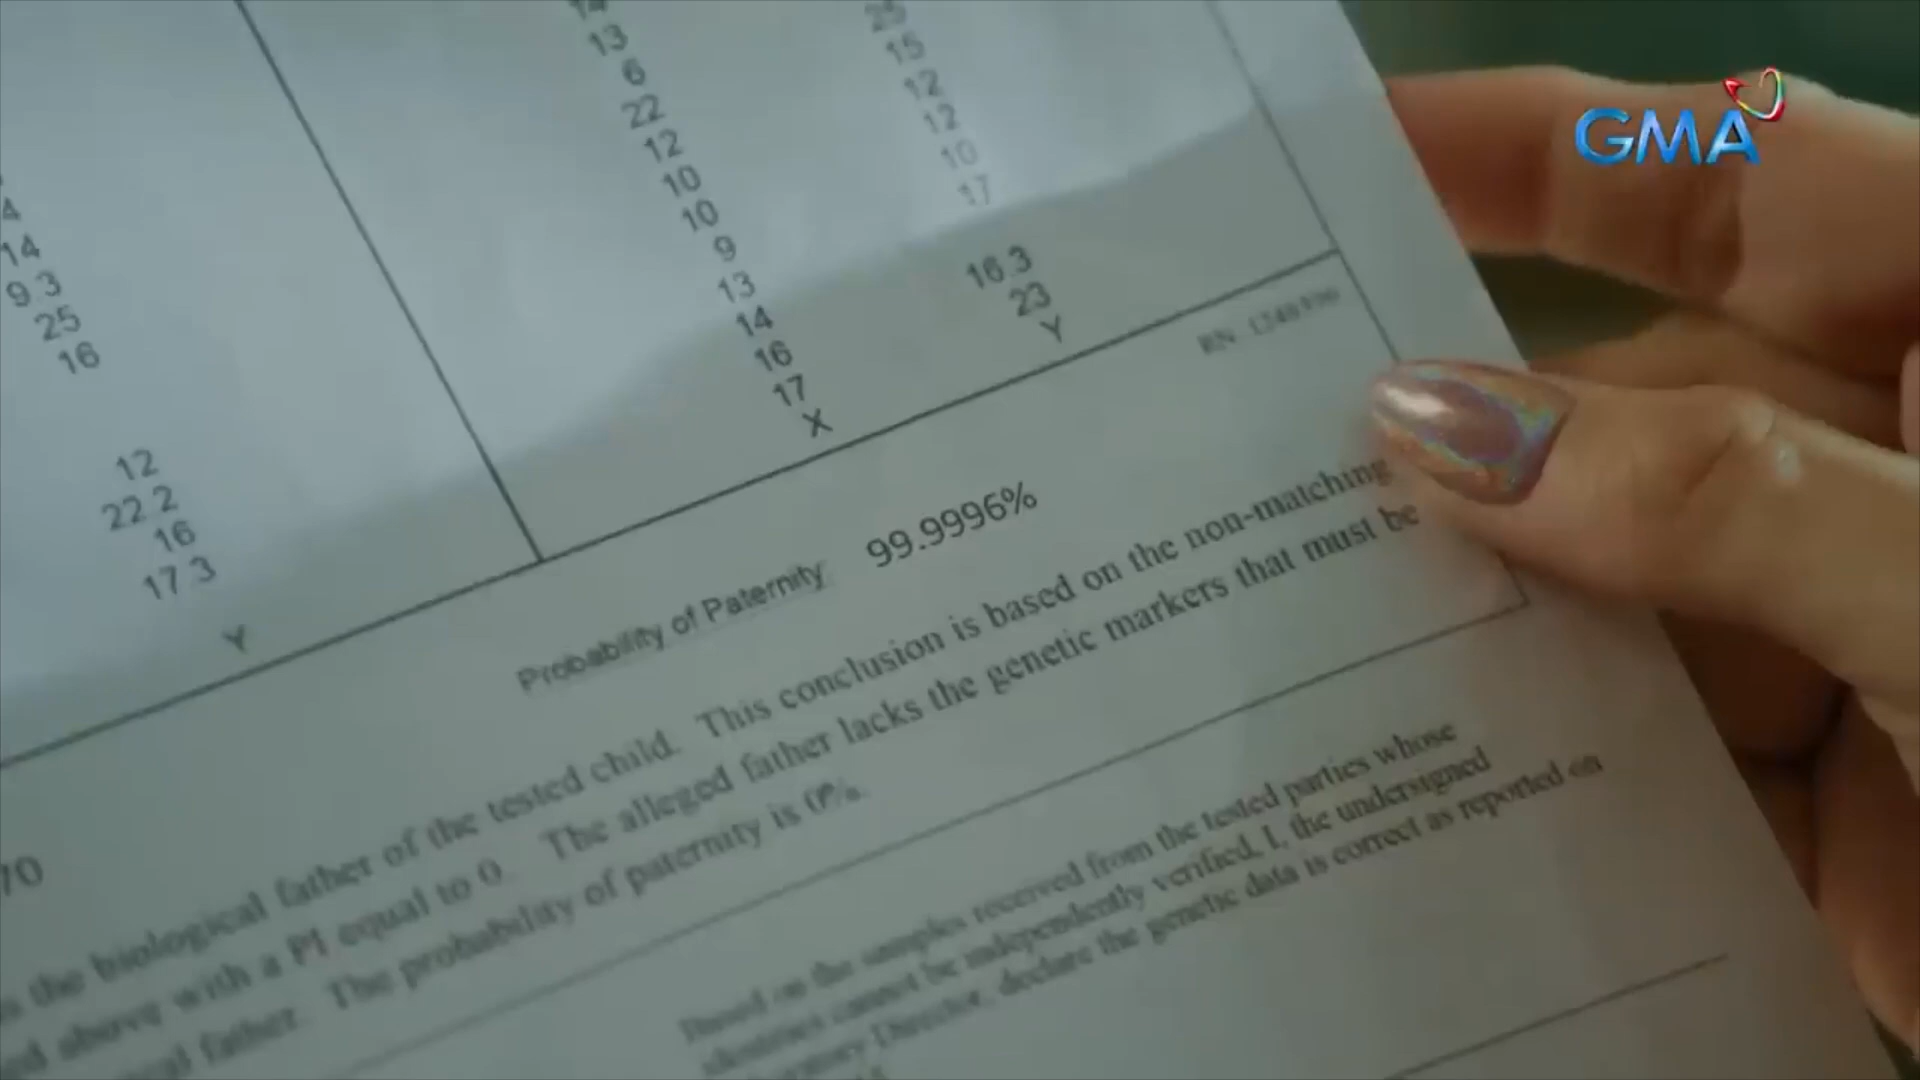 GMA
14
13
6
22
12
10
10
9
13
14
16
17
X
15
12
12
10
17
16.3
23
Y
4
14
9.3
25
16
12
22.2
16
17.3
Y
Probability of Paternity 99.9996%
the biological father of the tested child. This conclusion is based on the non-matching
above with a PI equal to 0. The alleged father lacks the genetic markers that must be
father. The probability of paternity is 0%.
70
Based on the samples received from the tested parties whose
identities cannot be independently verified, I, the undersigned
Director, declare the genetic data is correct as reported on